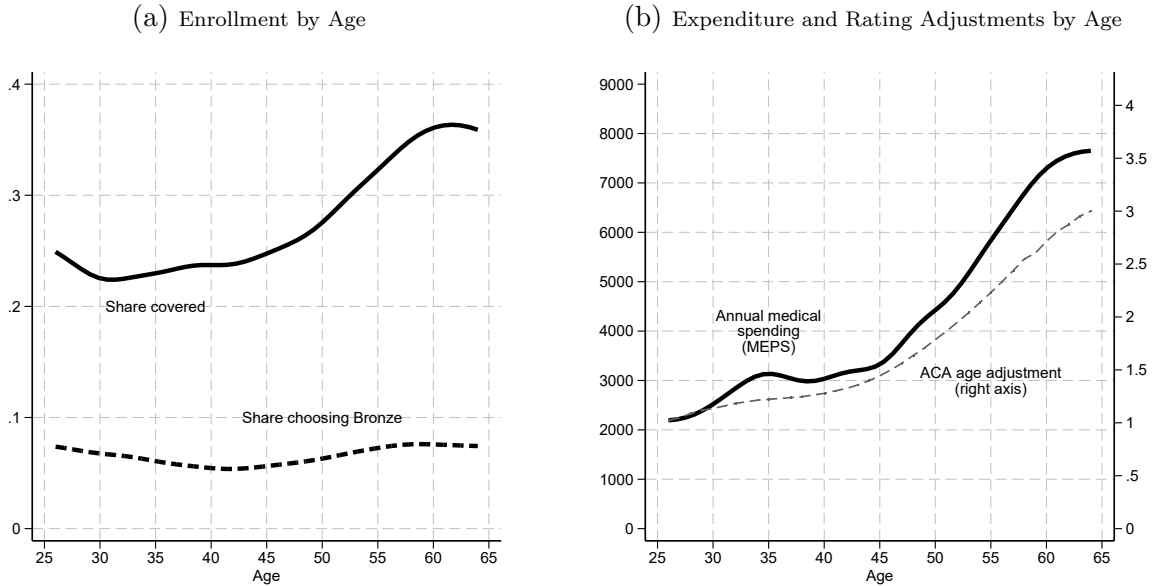 (a) Enrollment by Age
.4
.3
.2
.1
0
Share covered
Share choosing Bronze
25 30 35 40 45 50 55 60 65
Age
(b) Expenditure and Rating Adjustments by Age
9000
8000
7000
6000
5000
4000
3000
2000
1000
0
Annual medical
spending
(MEPS)
ACA age adjustment
(right axis)
4
3.5
3
2.5
2
1.5
1
.5
0
25 30 35 40 45 50 55 60 65
Age